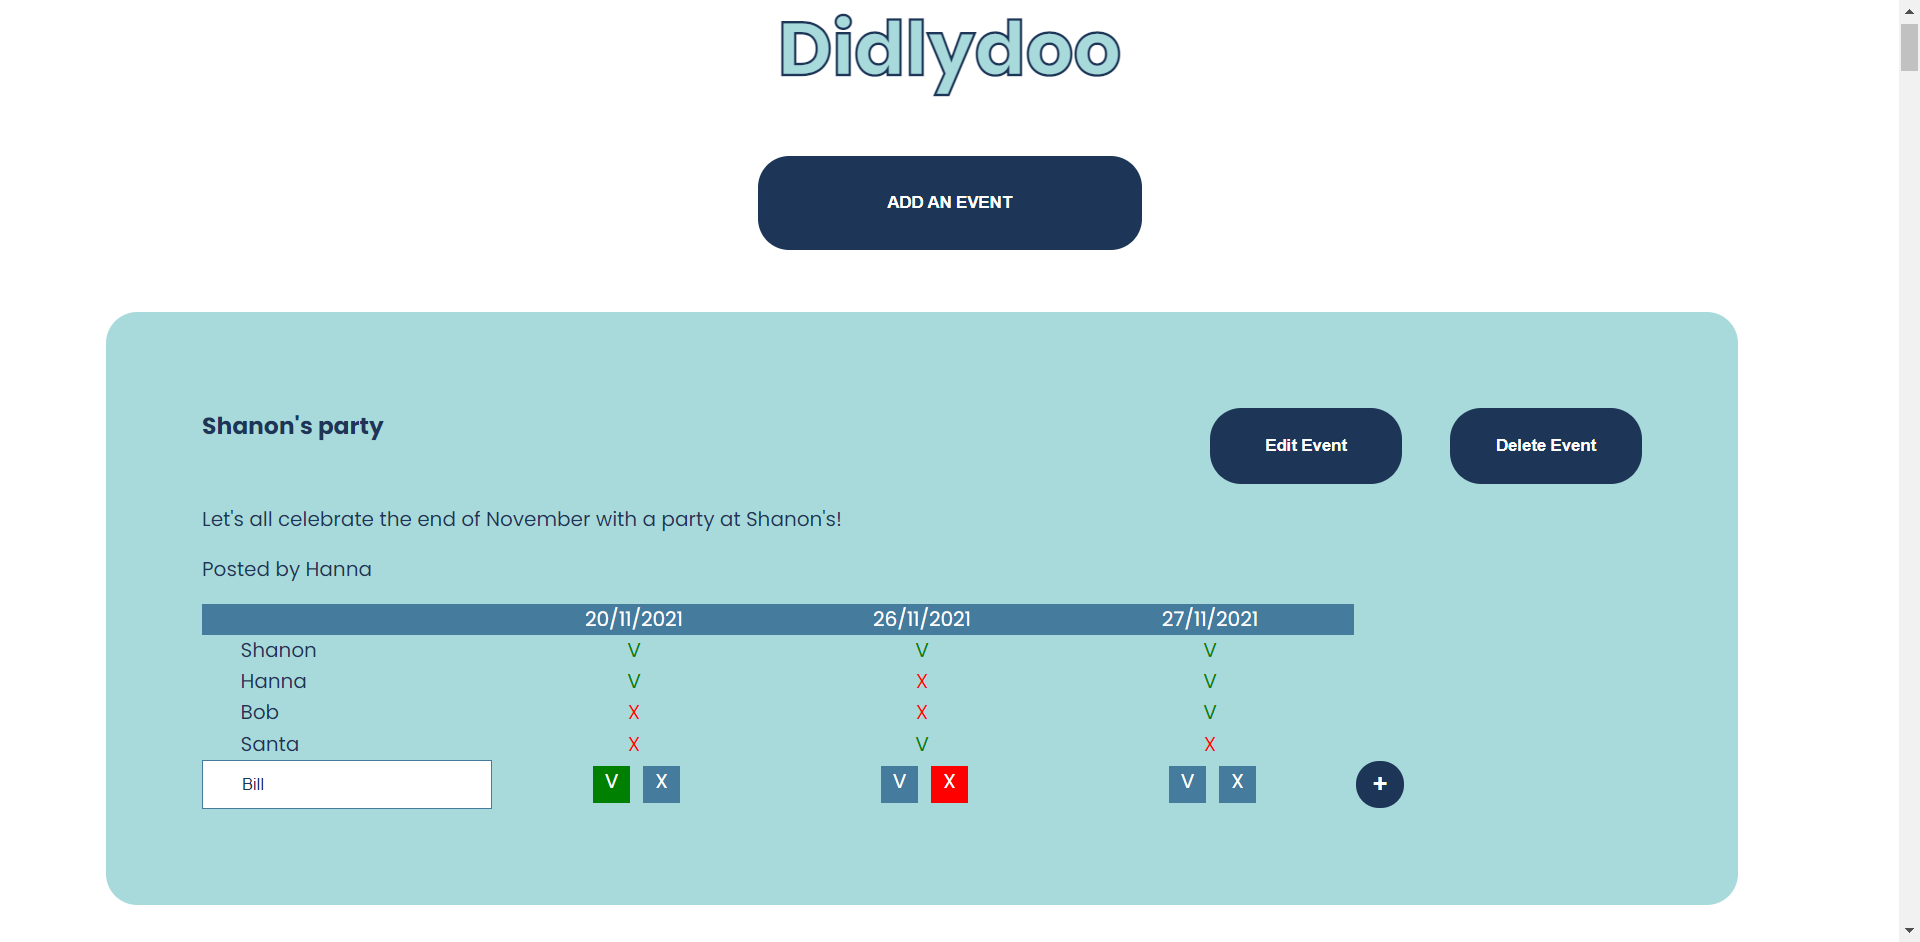 Didlydoo
ADD AN EVENT
Shanon's party
Edit Event
Delete Event
Let's all celebrate the end of November with a party at Shanon's!
Posted by Hanna
20/11/2021 26/11/2021 27/11/2021
Shanon V V V
Hanna V X V
Bob X X V
Santa X V X
Bill V X V X V X +